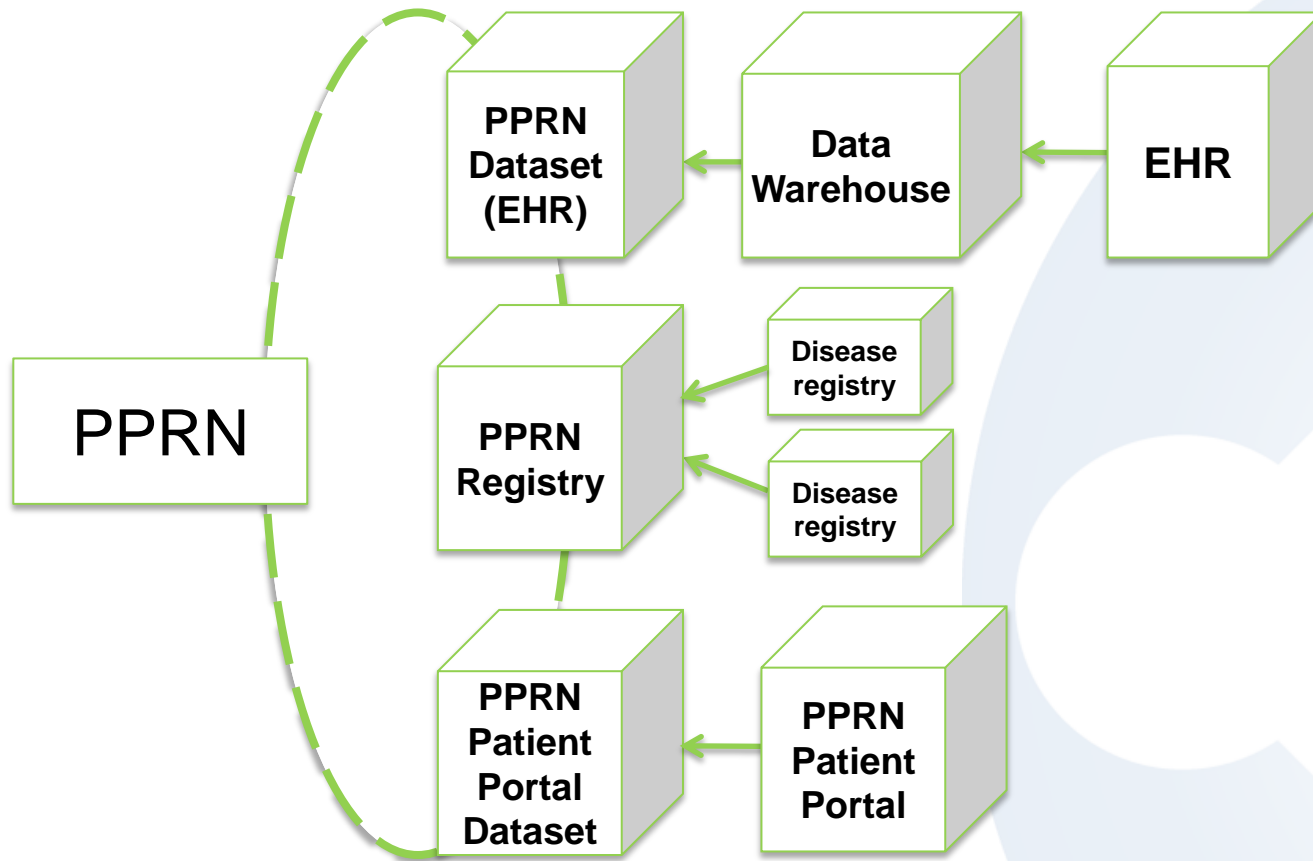 PPRN
PPRN
Dataset
(EHR)
Data
Warehouse
EHR
PPRN
Registry
Disease
registry
Disease
registry
PPRN
Patient
Portal
Dataset
PPRN
Patient
Portal